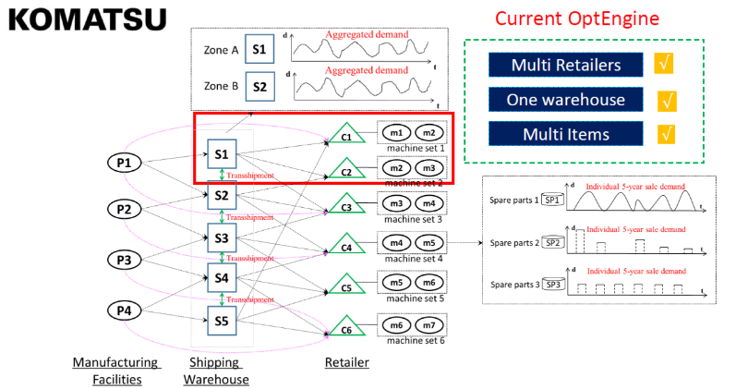 KOMATSU
Current OptEngine
Zone A S1 d Aggregated demand t
Zone B S2 d Aggregated demand t
Multi Retailers √
One warehouse √
Multi Items √
P1
P2
P3
P4
S1
Transshipment
S2
Transshipment
S3
Transshipment
S4
Transshipment
S5
C1 m1 m2
machine set 1
C2 m2 m3
machine set 2
C3 m3 m4
machine set 3
C4 m4 m5
machine set 4
C5 m5 m6
machine set 5
C6 m6 m7
machine set 6
d Individual 5-year sale demand
Spare parts 1 SP1 t
d Individual 5-year sale demand
Spare parts 2 SP2 t
d Individual 5-year sale demand
Spare parts 3 SP3 t
Manufacturing
Facilities
Shipping
Warehouse
Retailer